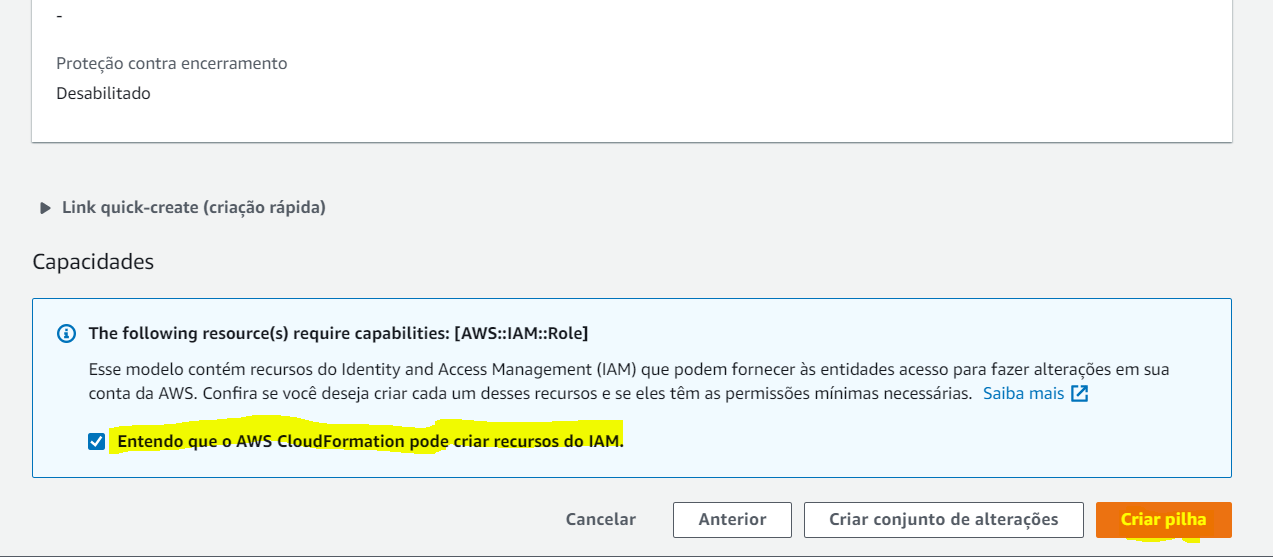 -
Proteção contra encerramento
Desabilitado
Link quick-create (criação rápida)
Capacidades
The following resource(s) require capabilities: [AWS::IAM::Role]
Esse modelo contém recursos do Identity and Access Management (IAM) que podem fornecer às entidades acesso para fazer alterações em sua
conta da AWS. Confira se você deseja criar cada um desses recursos e se eles têm as permissões mínimas necessárias. Saiba mais
Entendo que o AWS CloudFormation pode criar recursos do IAM.
Cancelar Anterior Criar conjunto de alterações Criar pilha